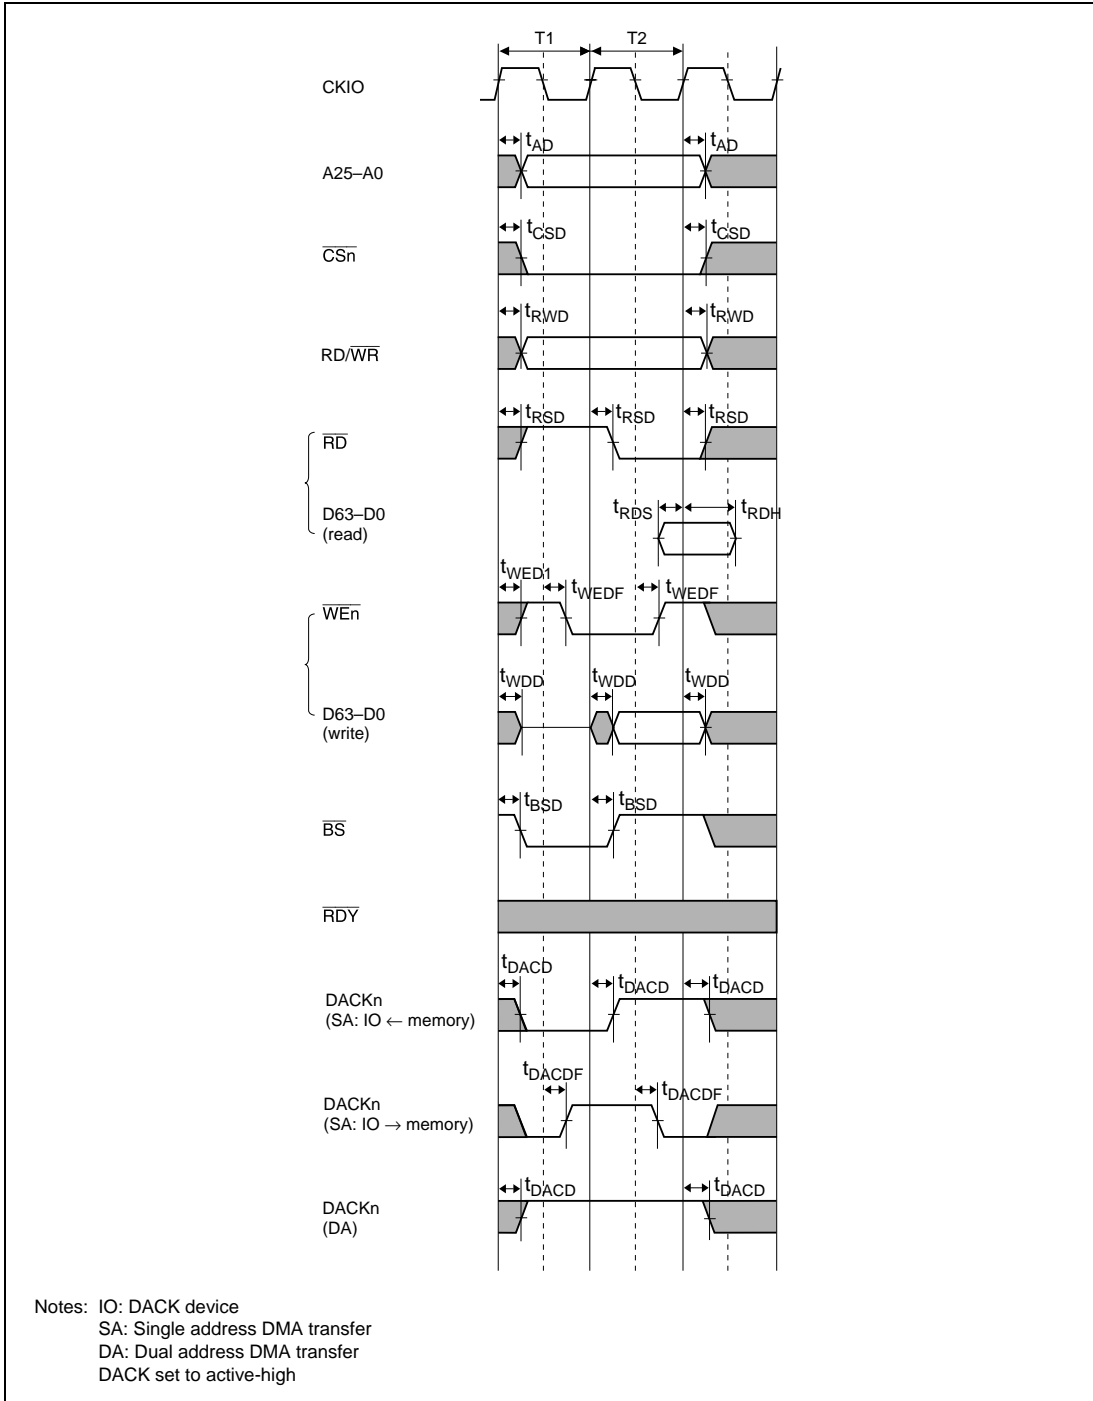 T1 T2
CKIO
tAD tAD
A25–A0
tCSD tCSD
CSn
tRWD tRWD
RD/WR
tRSD tRSD tRSD
RD
tRDS tRDH
D63–D0
(read)
tWED1 tWEDF tWEDF
WEn
tWDD tWDD tWDD
D63–D0
(write)
tBSD tBSD
BS
RDY
tDACD tDACD tDACD
DACKn
(SA: IO ← memory)
tDACDF tDACDF
DACKn
(SA: IO → memory)
tDACD tDACD
DACKn
(DA)
Notes: IO: DACK device
SA: Single address DMA transfer
DA: Dual address DMA transfer
DACK set to active-high